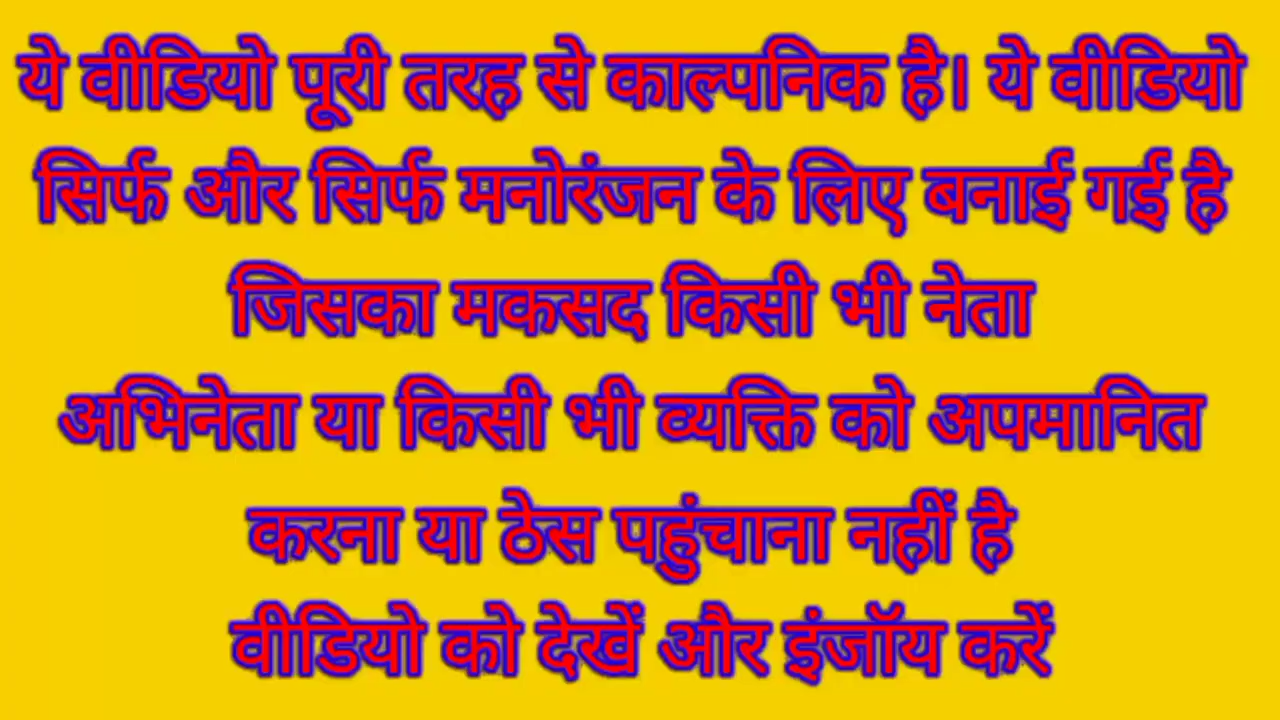 ये वीडियो पूरी तरह से काल्पनिक है। ये वीडियो
सिर्फ और सिर्फ मनोरंजन के लिए बनाई गई है
जिसका मकसद किसी भी नेता
अभिनेता या किसी भी व्यक्ति को अपमानित
करना या ठेस पहुंचाना नहीं है
वीडियो को देखें और इंजॉय करें